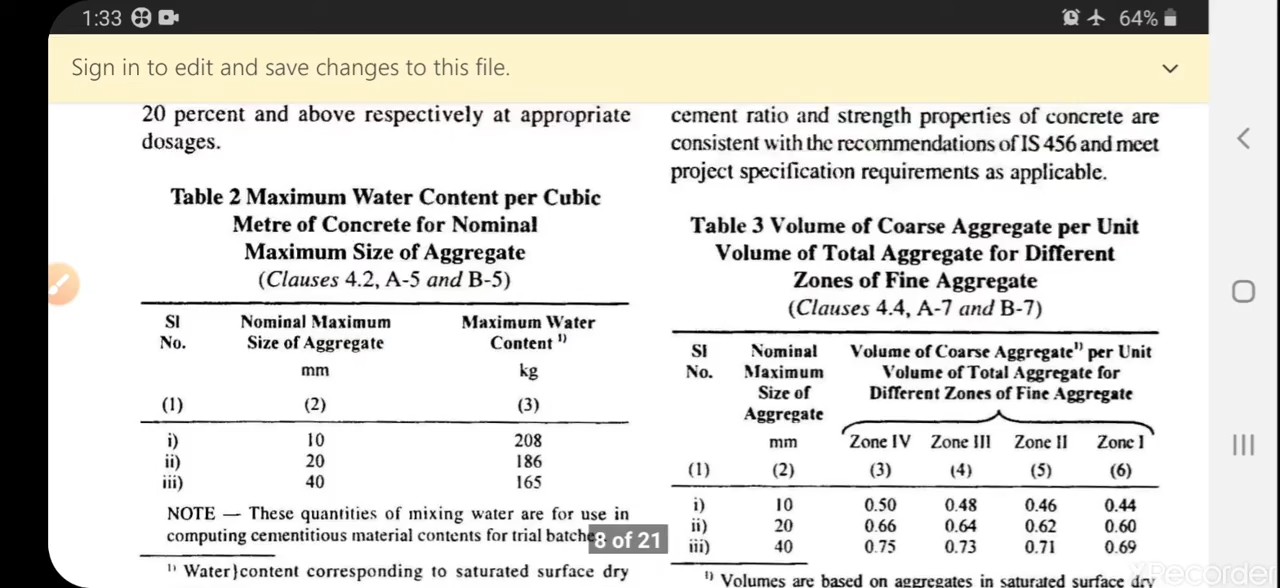 1:33
64%
Sign in to edit and save changes to this file.
20 percent and above respectively at appropriate
dosages.
Table 2 Maximum Water Content per Cubic
Metre of Concrete for Nominal
Maximum Size of Aggregate
(Clauses 4.2, A-5 and B-5)
Sl No. Nominal Maximum Size of Aggregate Maximum Water Content 1)
mm kg
(1) (2) (3)
i) 10 208
ii) 20 186
iii) 40 165
NOTE — These quantities of mixing water are for use in
computing cementitious material contents for trial batche
1) Water}content corresponding to saturated surface dry
8 of 21
cement ratio and strength properties of concrete are
consistent with the recommendations of IS 456 and meet
project specification requirements as applicable.
Table 3 Volume of Coarse Aggregate per Unit
Volume of Total Aggregate for Different
Zones of Fine Aggregate
(Clauses 4.4, A-7 and B-7)
Sl No. Nominal Maximum Size of Aggregate Volume of Coarse Aggregate1) per Unit Volume of Total Aggregate for Different Zones of Fine Aggregate
mm Zone IV Zone III Zone II Zone I
(1) (2) (3) (4) (5) (6)
i) 10 0.50 0.48 0.46 0.44
ii) 20 0.66 0.64 0.62 0.60
iii) 40 0.75 0.73 0.71 0.69
1) Volumes are based on aggregates in saturated surface dry
XRecorder